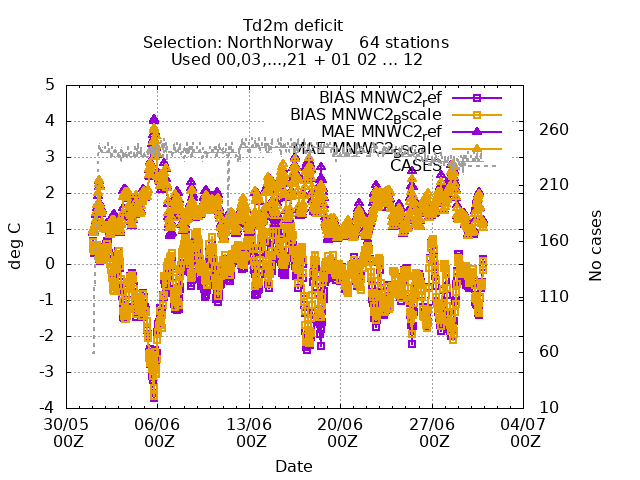 Td2m deficit
Selection: NorthNorway 64 stations
Used 00,03,...,21 + 01 02 ... 12
BIAS MNWC2ref
BIAS MNWC2Bscale
MAE MNWC2ref
MAE MNWC2bscale
CASES
5
4
3
2
1
0
-1
-2
-3
-4
deg C
260
210
160
110
60
10
No cases
30/05 06/06 13/06 20/06 27/06 04/07
00Z 00Z 00Z 00Z 00Z 00Z
Date